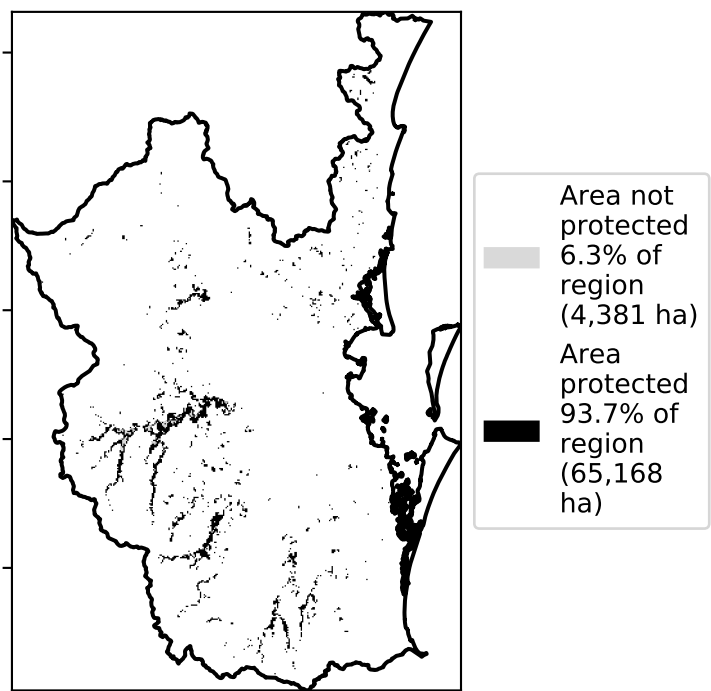 Area not
protected
6.3% of
region
(4,381 ha)
Area
protected
93.7% of
region
(65,168
ha)